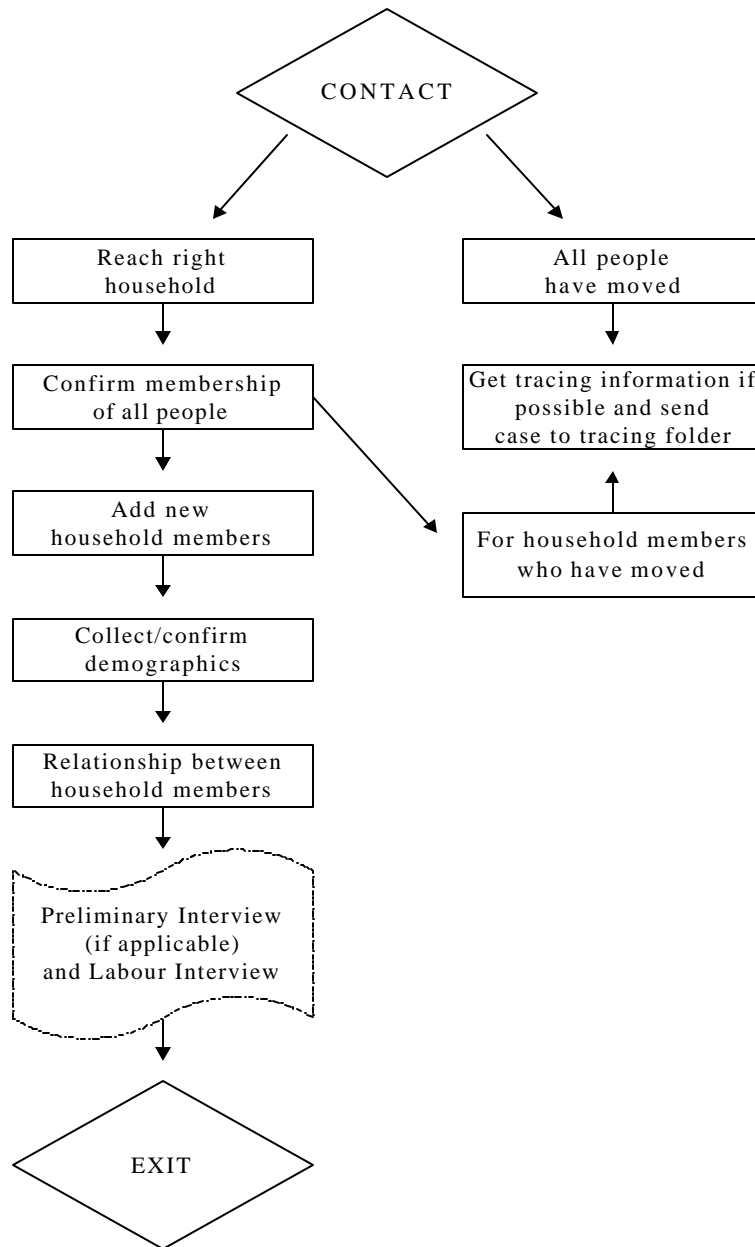 CONTACT
Reach right
household
All people
have moved
Confirm membership
of all people
Get tracing information if
possible and send
case to tracing folder
Add new
household members
For household members
who have moved
Collect/confirm
demographics
Relationship between
household members
Preliminary Interview
(if applicable)
and Labour Interview
EXIT